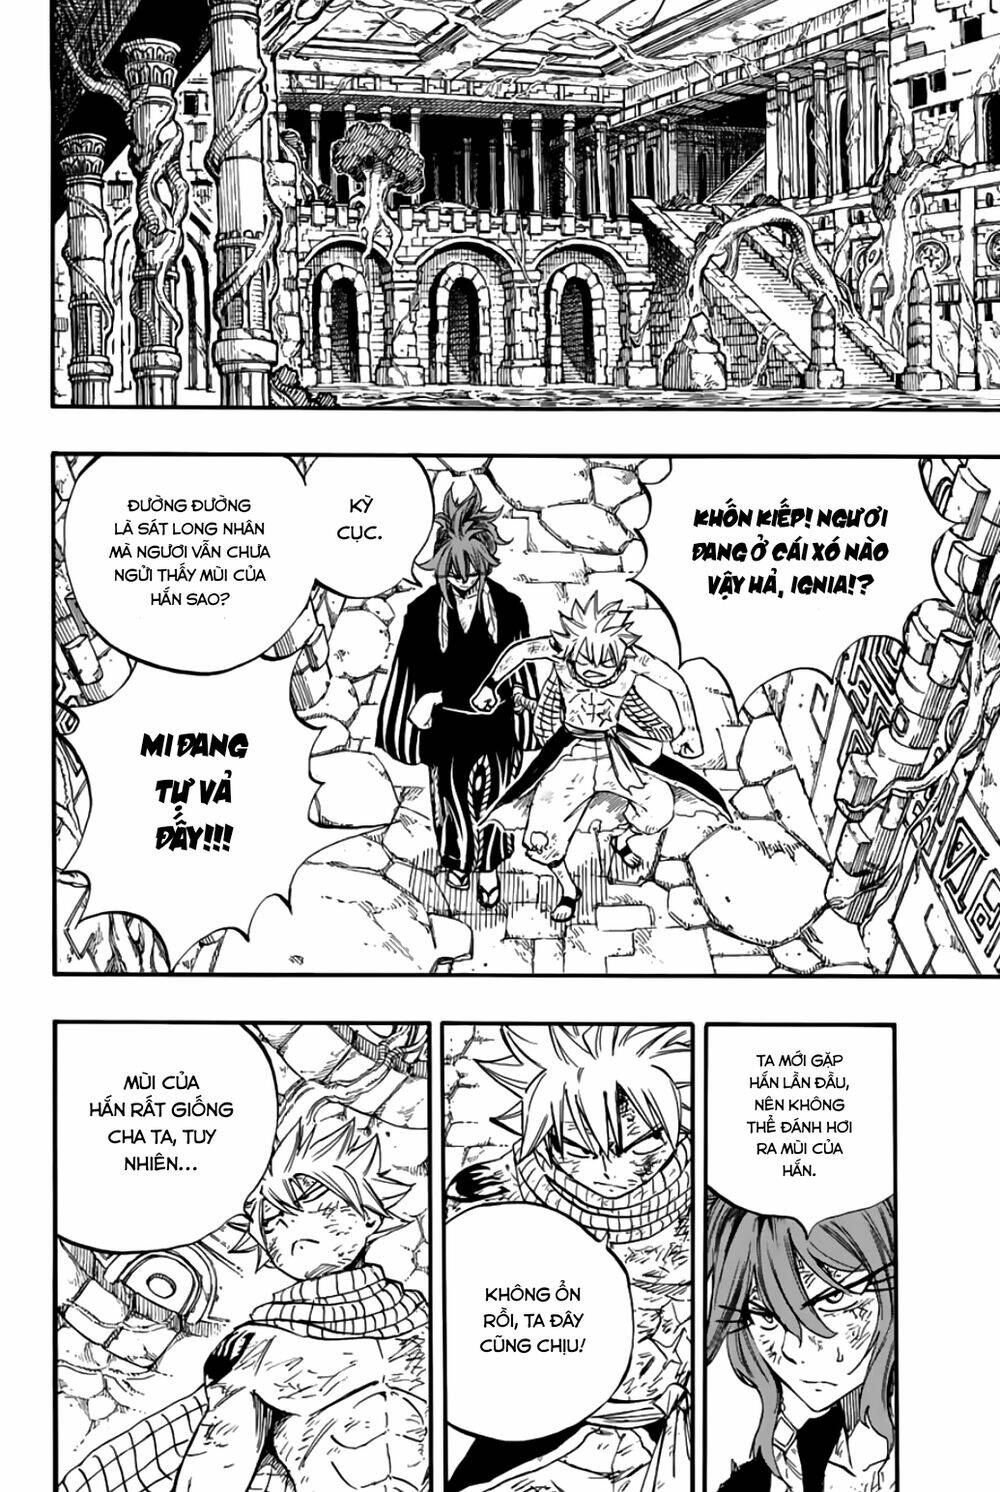 KHỐN KIẾP! NGƯƠI
ĐANG Ở CÁI XÓ NÀO
VẬY HẢ, IGNIA!?
KỲ
CỤC.
ĐƯỜNG ĐƯỜNG
LÀ SÁT LONG NHÂN
MÀ NGƯƠI VẪN CHƯA
NGỬI THẤY MÙI CỦA
HẮN SAO?
MI ĐANG
TỰ VẢ
ĐẤY!!!
TA MỚI GẶP
HẮN LẦN ĐẦU,
NÊN KHÔNG
THỂ ĐÁNH HƠI
RA MÙI CỦA
HẮN.
KHÔNG ỔN
RỒI, TA ĐÂY
CŨNG CHỊU!
MÙI CỦA
HẮN RẤT GIỐNG
CHA TA, TUY
NHIÊN...